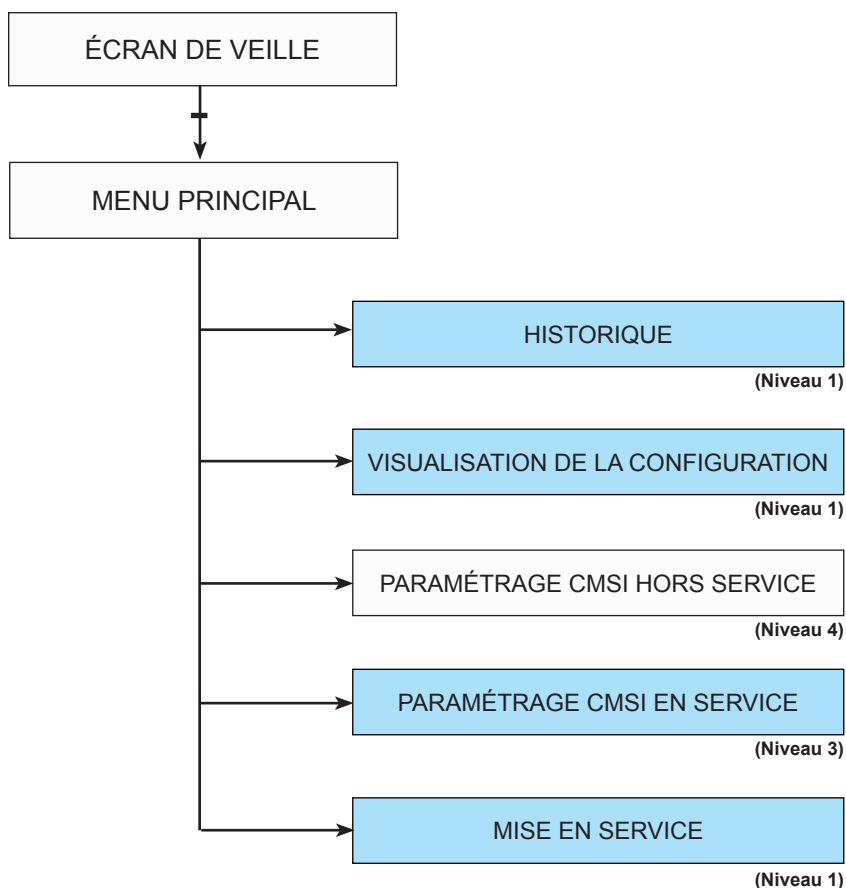 ÉCRAN DE VEILLE
MENU PRINCIPAL
HISTORIQUE
(Niveau 1)
VISUALISATION DE LA CONFIGURATION
(Niveau 1)
PARAMÉTRAGE CMSI HORS SERVICE
(Niveau 4)
PARAMÉTRAGE CMSI EN SERVICE
(Niveau 3)
MISE EN SERVICE
(Niveau 1)